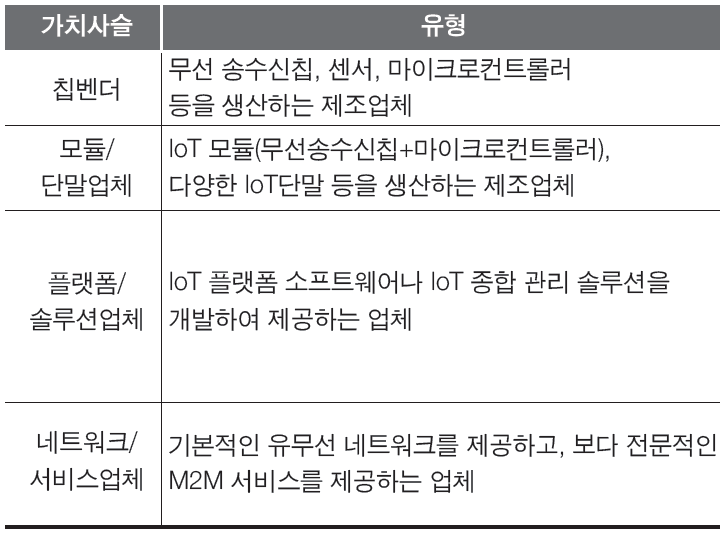 가치사슬 유형
칩벤더
무선 송수신칩, 센서, 마이크로컨트롤러
등을 생산하는 제조업체
모듈/
단말업체
IoT 모듈(무선송수신칩+마이크로컨트롤러),
다양한 IoT단말 등을 생산하는 제조업체
플랫폼/
솔루션업체
IoT 플랫폼 소프트웨어나 IoT 종합 관리 솔루션을
개발하여 제공하는 업체
네트워크/
서비스업체
기본적인 유무선 네트워크를 제공하고, 보다 전문적인
M2M 서비스를 제공하는 업체